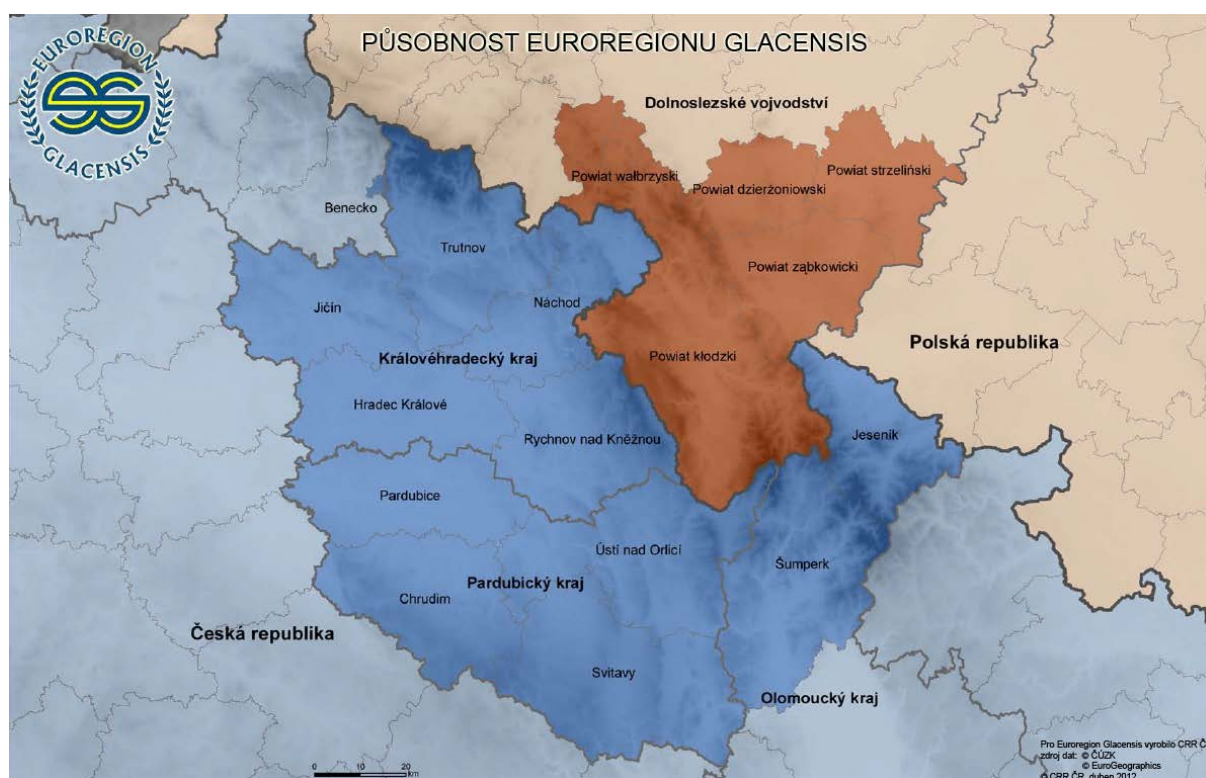 EUROREGION
GLACENSIS
PŮSOBNOST EUROREGIONU GLACENSIS
Dolnoslezské vojvodství
Powiat wałbrzyski
Powiat dzierżoniowski
Powiat strzeliński
Benecko
Trutnov
Powiat ząbkowicki
Jičín
Náchod
Královéhradecký kraj
Powiat kłodzki
Polská republika
Hradec Králové
Rychnov nad Kněžnou
Jeseník
Pardubice
Ústí nad Orlicí
Šumperk
Pardubický kraj
Chrudim
Česká republika
Svitavy
Olomoucký kraj
0 10 20
km
Pro Euroregion Glacensis vyrobilo CRR Č
zdroj dat: © ČÚZK
© EuroGeographics
© CRR ČR, duben 2012